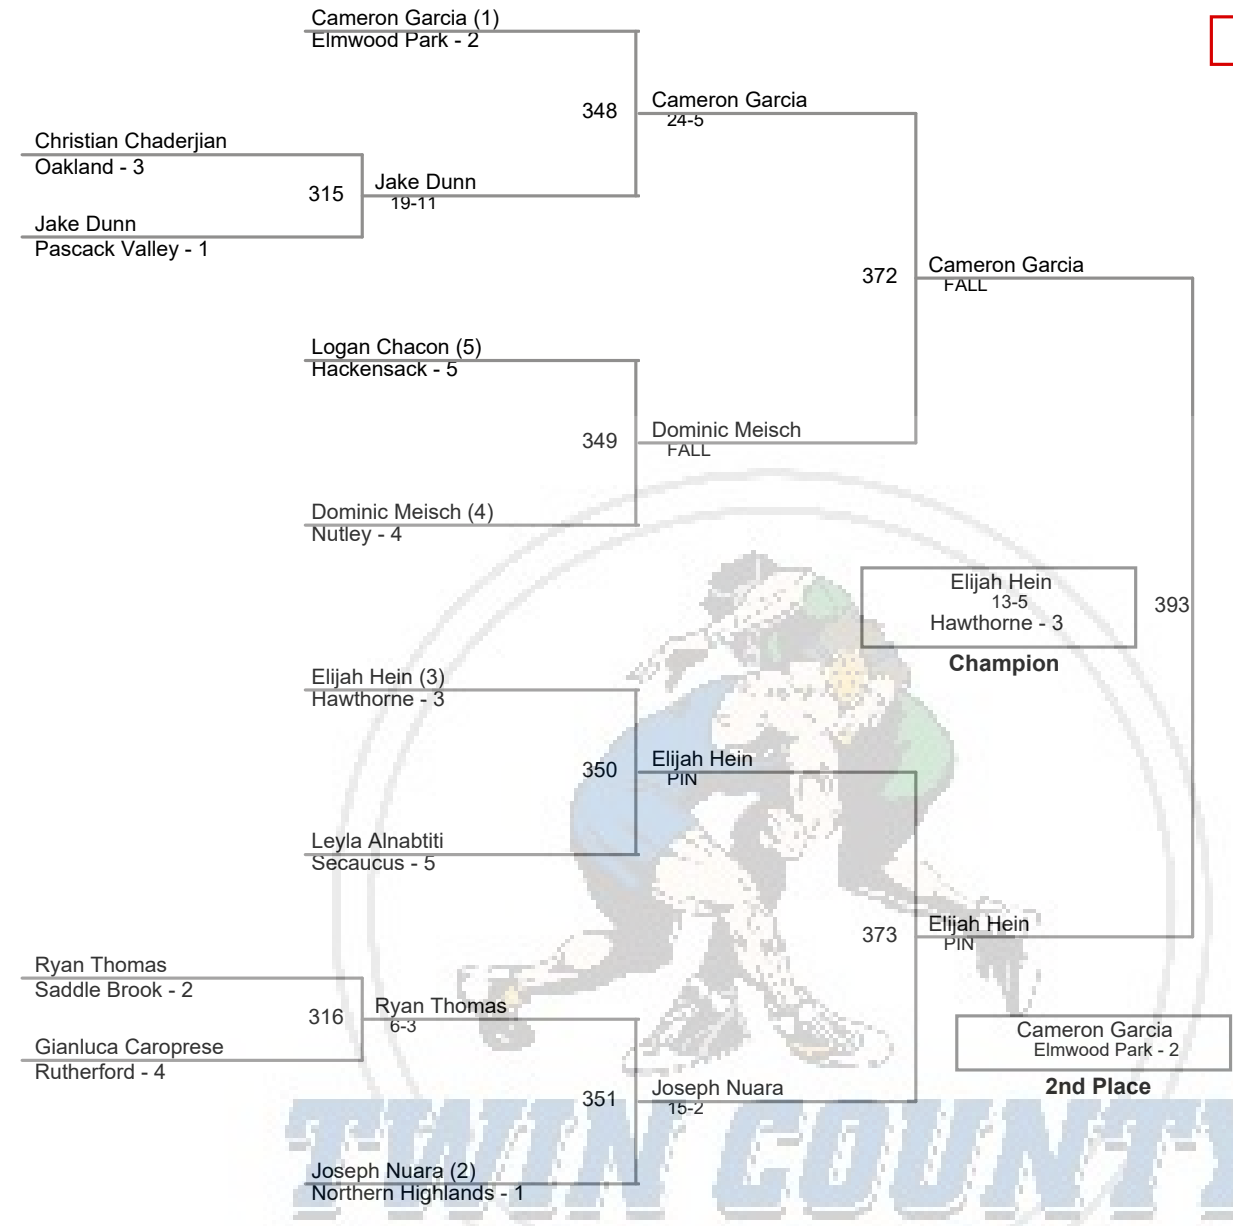 Cameron Garcia (1)
Elmwood Park - 2
348
Cameron Garcia
24-5
Christian Chaderjian
Oakland - 3
315
Jake Dunn
19-11
Jake Dunn
Pascack Valley - 1
372
Cameron Garcia
FALL
Logan Chacon (5)
Hackensack - 5
349
Dominic Meisch
FALL
Dominic Meisch (4)
Nutley - 4
Elijah Hein
13-5
Hawthorne - 3
393
Champion
Elijah Hein (3)
Hawthorne - 3
350
Elijah Hein
PIN
Leyla Alnabtiti
Secaucus - 5
373
Elijah Hein
PIN
Ryan Thomas
Saddle Brook - 2
316
Ryan Thomas
6-3
Gianluca Caroprese
Rutherford - 4
Cameron Garcia
Elmwood Park - 2
2nd Place
351
Joseph Nuara
15-2
Joseph Nuara (2)
Northern Highlands - 1
TWIN COUNTY